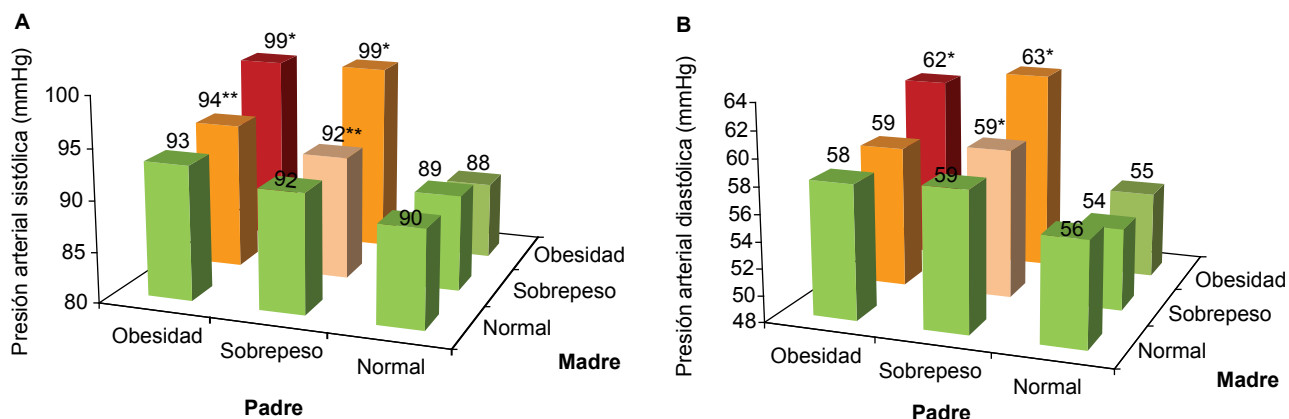 A
Presión arterial sistólica (mmHg)
100
95
90
85
80
93
94**
99*
92
92**
99*
90
89
88
Obesidad
Sobrepeso
Normal
Padre
Obesidad
Sobrepeso
Normal
Madre
B
Presión arterial diastólica (mmHg)
64
62
60
58
56
54
52
50
48
58
59
62*
59
59*
63*
56
54
55
Obesidad
Sobrepeso
Normal
Padre
Obesidad
Sobrepeso
Normal
Madre